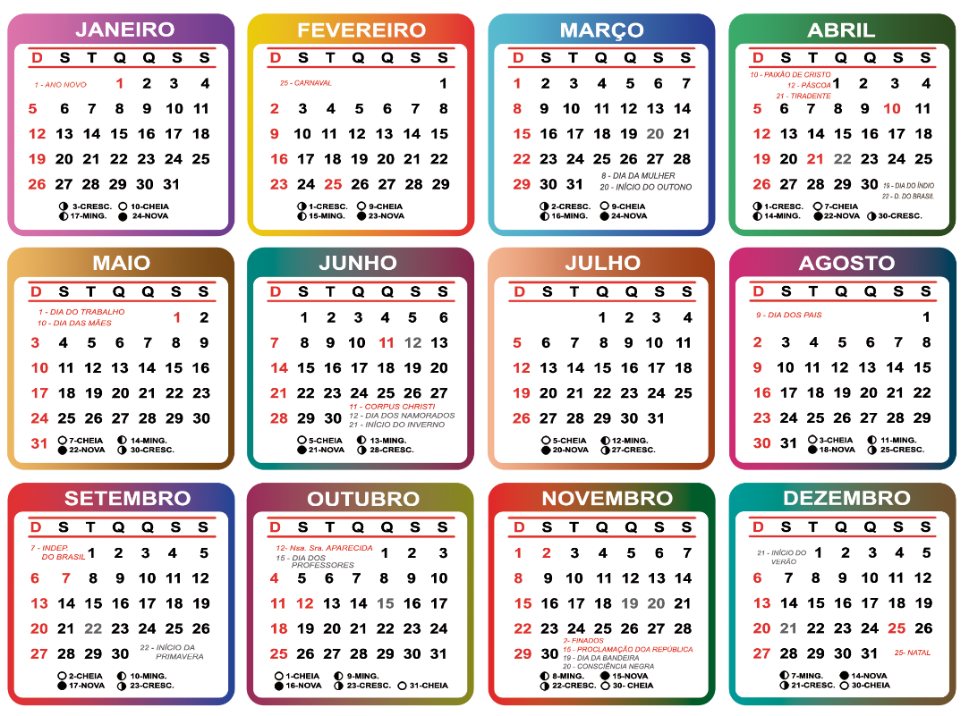 JANEIRO
D S T Q Q S S
1 - ANO NOVO 1 2 3 4
5 6 7 8 9 10 11
12 13 14 15 16 17 18
19 20 21 22 23 24 25
26 27 28 29 30 31
3-CRESC. 10-CHEIA
17-MING. 24-NOVA
FEVEREIRO
D S T Q Q S S
25 - CARNAVAL 1
2 3 4 5 6 7 8
9 10 11 12 13 14 15
16 17 18 19 20 21 22
23 24 25 26 27 28 29
1-CRESC. 9-CHEIA
15-MING. 23-NOVA
MARÇO
D S T Q Q S S
1 2 3 4 5 6 7
8 9 10 11 12 13 14
15 16 17 18 19 20 21
22 23 24 25 26 27 28
29 30 31 8 - DIA DA MULHER
20 - INÍCIO DO OUTONO
2-CRESC. 9-CHEIA
16-MING. 24-NOVA
ABRIL
D S T Q Q S S
10 - PAIXÃO DE CRISTO
12 - PÁSCOA 1 2 3 4
21 - TIRADENTE
5 6 7 8 9 10 11
12 13 14 15 16 17 18
19 20 21 22 23 24 25
26 27 28 29 30 19 - DIA DO ÍNDIO
22 - D. DO BRASIL
1-CRESC. 7-CHEIA
14-MING. 22-NOVA 30-CRESC.
MAIO
D S T Q Q S S
1 - DIA DO TRABALHO 1 2
10 - DIA DAS MÃES
3 4 5 6 7 8 9
10 11 12 13 14 15 16
17 18 19 20 21 22 23
24 25 26 27 28 29 30
31 7-CHEIA 14-MING.
22-NOVA 30-CRESC.
JUNHO
D S T Q Q S S
1 2 3 4 5 6
7 8 9 10 11 12 13
14 15 16 17 18 19 20
21 22 23 24 25 26 27
28 29 30 11 - CORPUS CHRISTI
12 - DIA DOS NAMORADOS
21 - INÍCIO DO INVERNO
5-CHEIA 13-MING.
21-NOVA 28-CRESC.
JULHO
D S T Q Q S S
1 2 3 4
5 6 7 8 9 10 11
12 13 14 15 16 17 18
19 20 21 22 23 24 25
26 27 28 29 30 31
5-CHEIA 12-MING.
20-NOVA 27-CRESC.
AGOSTO
D S T Q Q S S
9 - DIA DOS PAIS 1
2 3 4 5 6 7 8
9 10 11 12 13 14 15
16 17 18 19 20 21 22
23 24 25 26 27 28 29
30 31 3-CHEIA 11-MING.
18-NOVA 25-CRESC.
SETEMBRO
D S T Q Q S S
7 - INDEP. 1 2 3 4 5
DO BRASIL
6 7 8 9 10 11 12
13 14 15 16 17 18 19
20 21 22 23 24 25 26
27 28 29 30 22 - INÍCIO DA
PRIMAVERA
2-CHEIA 10-MING.
17-NOVA 23-CRESC.
OUTUBRO
D S T Q Q S S
12- Nsa. Sra. APARECIDA 1 2 3
15 - DIA DOS
PROFESSORES
4 5 6 7 8 9 10
11 12 13 14 15 16 17
18 19 20 21 22 23 24
25 26 27 28 29 30 31
1-CHEIA 9-MING.
16-NOVA 23-CRESC. 31-CHEIA
NOVEMBRO
D S T Q Q S S
1 2 3 4 5 6 7
8 9 10 11 12 13 14
15 16 17 18 19 20 21
22 23 24 25 26 27 28
29 30 2- FINADOS
15 - PROCLAMAÇÃO DOA REPÚBLICA
19 - DIA DA BANDEIRA
20 - CONSCIÊNCIA NEGRA
8-MING. 15-NOVA
22-CRESC. 30- CHEIA
DEZEMBRO
D S T Q Q S S
21 - INÍCIO DO 1 2 3 4 5
VERÃO
6 7 8 9 10 11 12
13 14 15 16 17 18 19
20 21 22 23 24 25 26
27 28 29 30 31 25- NATAL
7-MING. 14-NOVA
21-CRESC. 30-CHEIA